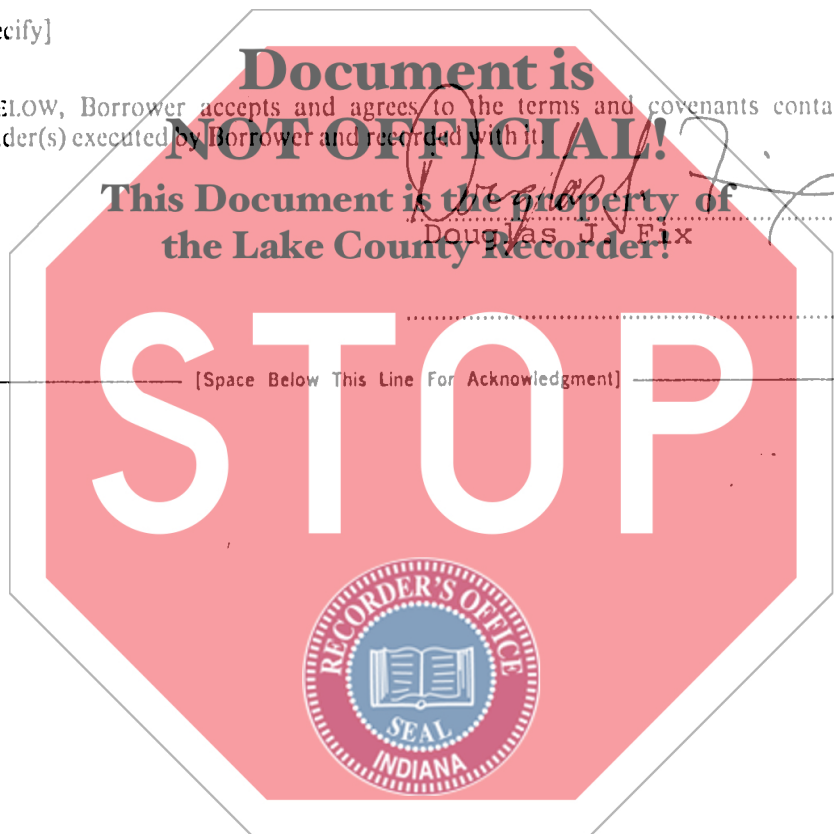 ecify]
Document is
ELOW, Borrower accepts and agrees to the terms and covenants conta
der(s) executed by Borrower and recorded with it.
NOT OFFICIAL!
Douglas J. Fix
This Document is the property of
the Lake County Recorder!
Douglas J. Fix
[Space Below This Line For Acknowledgment]
STOP
RECORDER'S OFFICE
SEAL
INDIANA